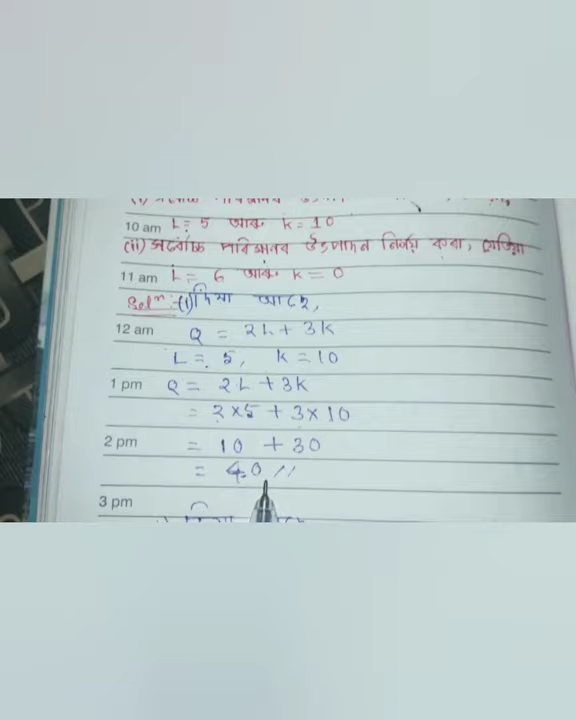 10 am L = 5 আৰু K = 10
(ii) সৰ্বোচ্চ পৰিমানৰ উৎপাদন নিৰ্ণয় কৰা, যেতিয়া
11 am L = 6 আৰু K = 0
Solⁿ: (i) দিয়া আছে,
12 am Q = 2L + 3K
L = 5, K = 10
1 pm Q = 2L + 3K
= 2×5 + 3×10
2 pm = 10 + 30
= 40 //
3 pm